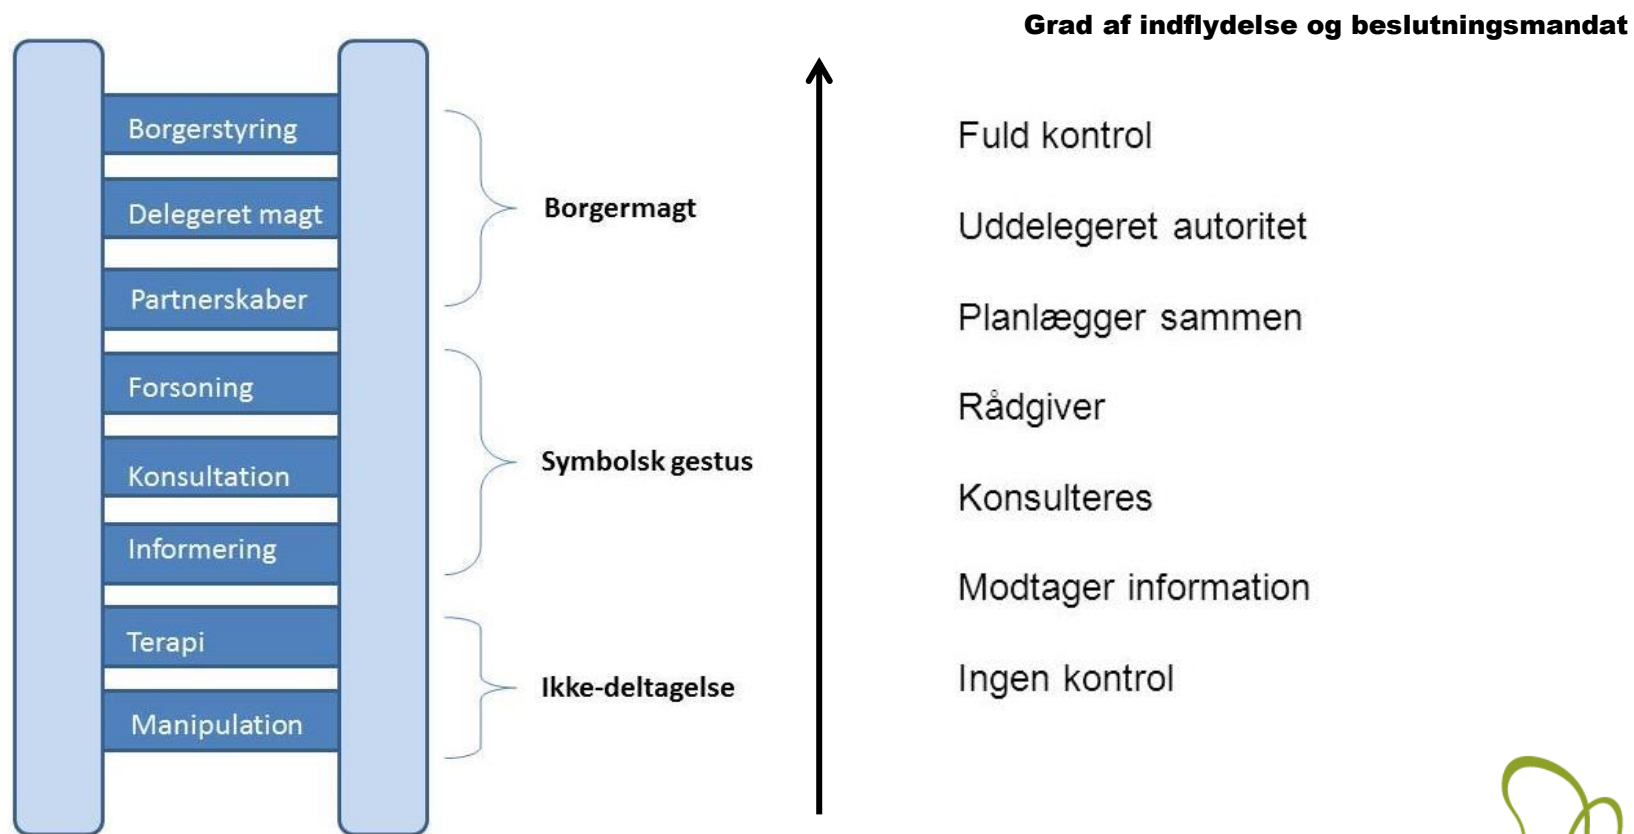 Grad af indflydelse og beslutningsmandat
Borgerstyring
Delegeret magt
Partnerskaber
Forsoning
Konsultation
Informering
Terapi
Manipulation
Borgermagt
Symbolsk gestus
Ikke-deltagelse
Fuld kontrol
Uddelegeret autoritet
Planlægger sammen
Rådgiver
Konsulteres
Modtager information
Ingen kontrol